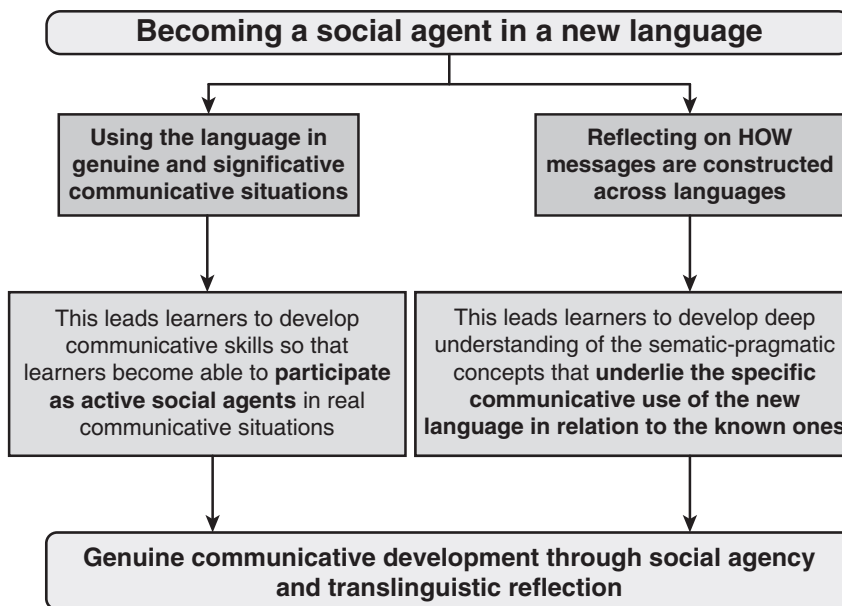 Becoming a social agent in a new language
Using the language in
genuine and significative
communicative situations
Reflecting on HOW
messages are constructed
across languages
This leads learners to develop
communicative skills so that
learners become able to participate
as active social agents in real
communicative situations
This leads learners to develop deep
understanding of the sematic-pragmatic
concepts that underlie the specific
communicative use of the new
language in relation to the known ones
Genuine communicative development through social agency
and translinguistic reflection